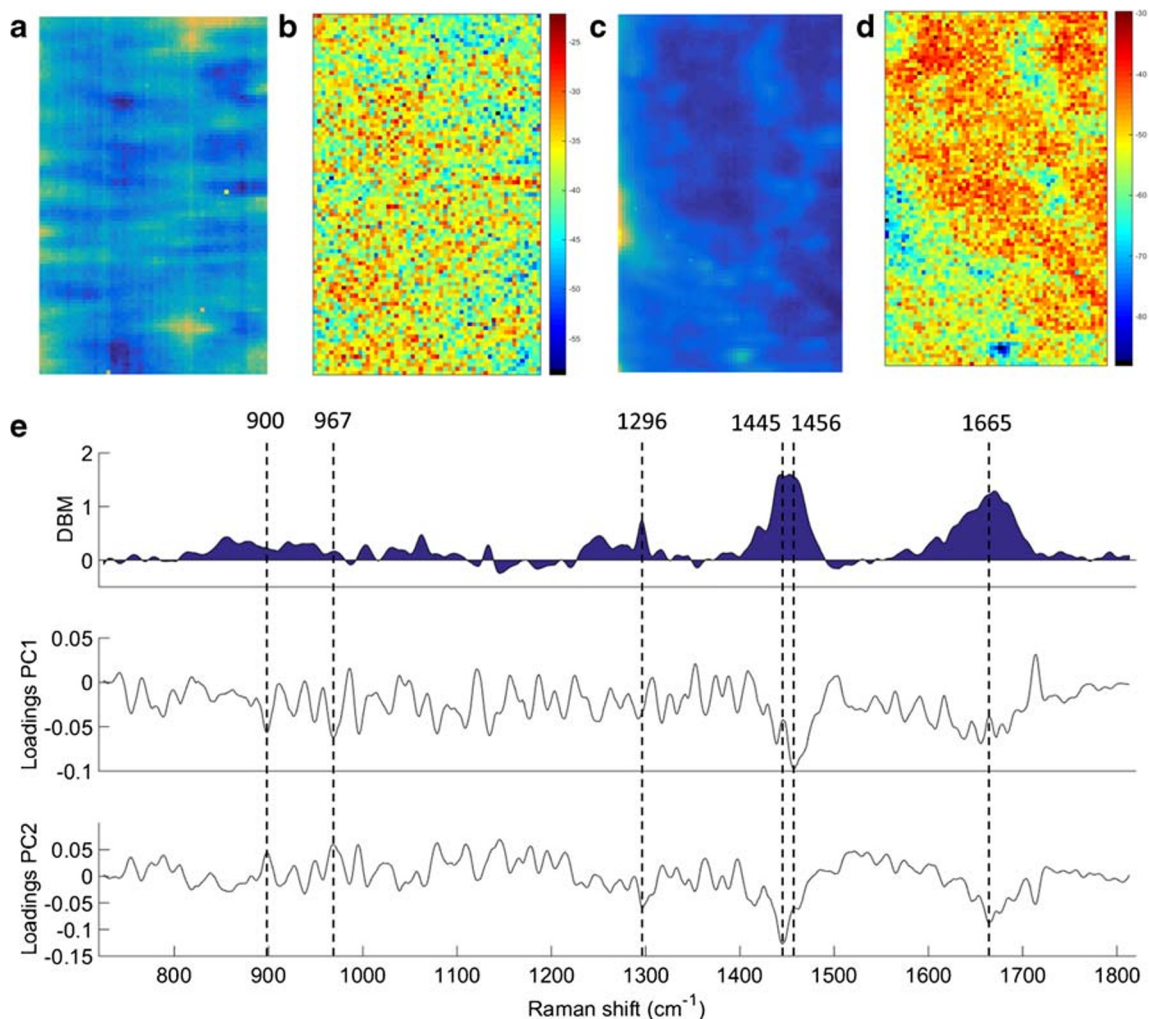 a
b
-25
-30
-35
-40
-45
-50
-55
c
d
-30
-40
-50
-60
-70
-80
e
900 967 1296 1445 1456 1665
DBM
2
1
0
Loadings PC1
0.05
0
-0.05
-0.1
Loadings PC2
0.05
0
-0.05
-0.1
-0.15
800 900 1000 1100 1200 1300 1400 1500 1600 1700 1800
Raman shift (cm⁻¹)